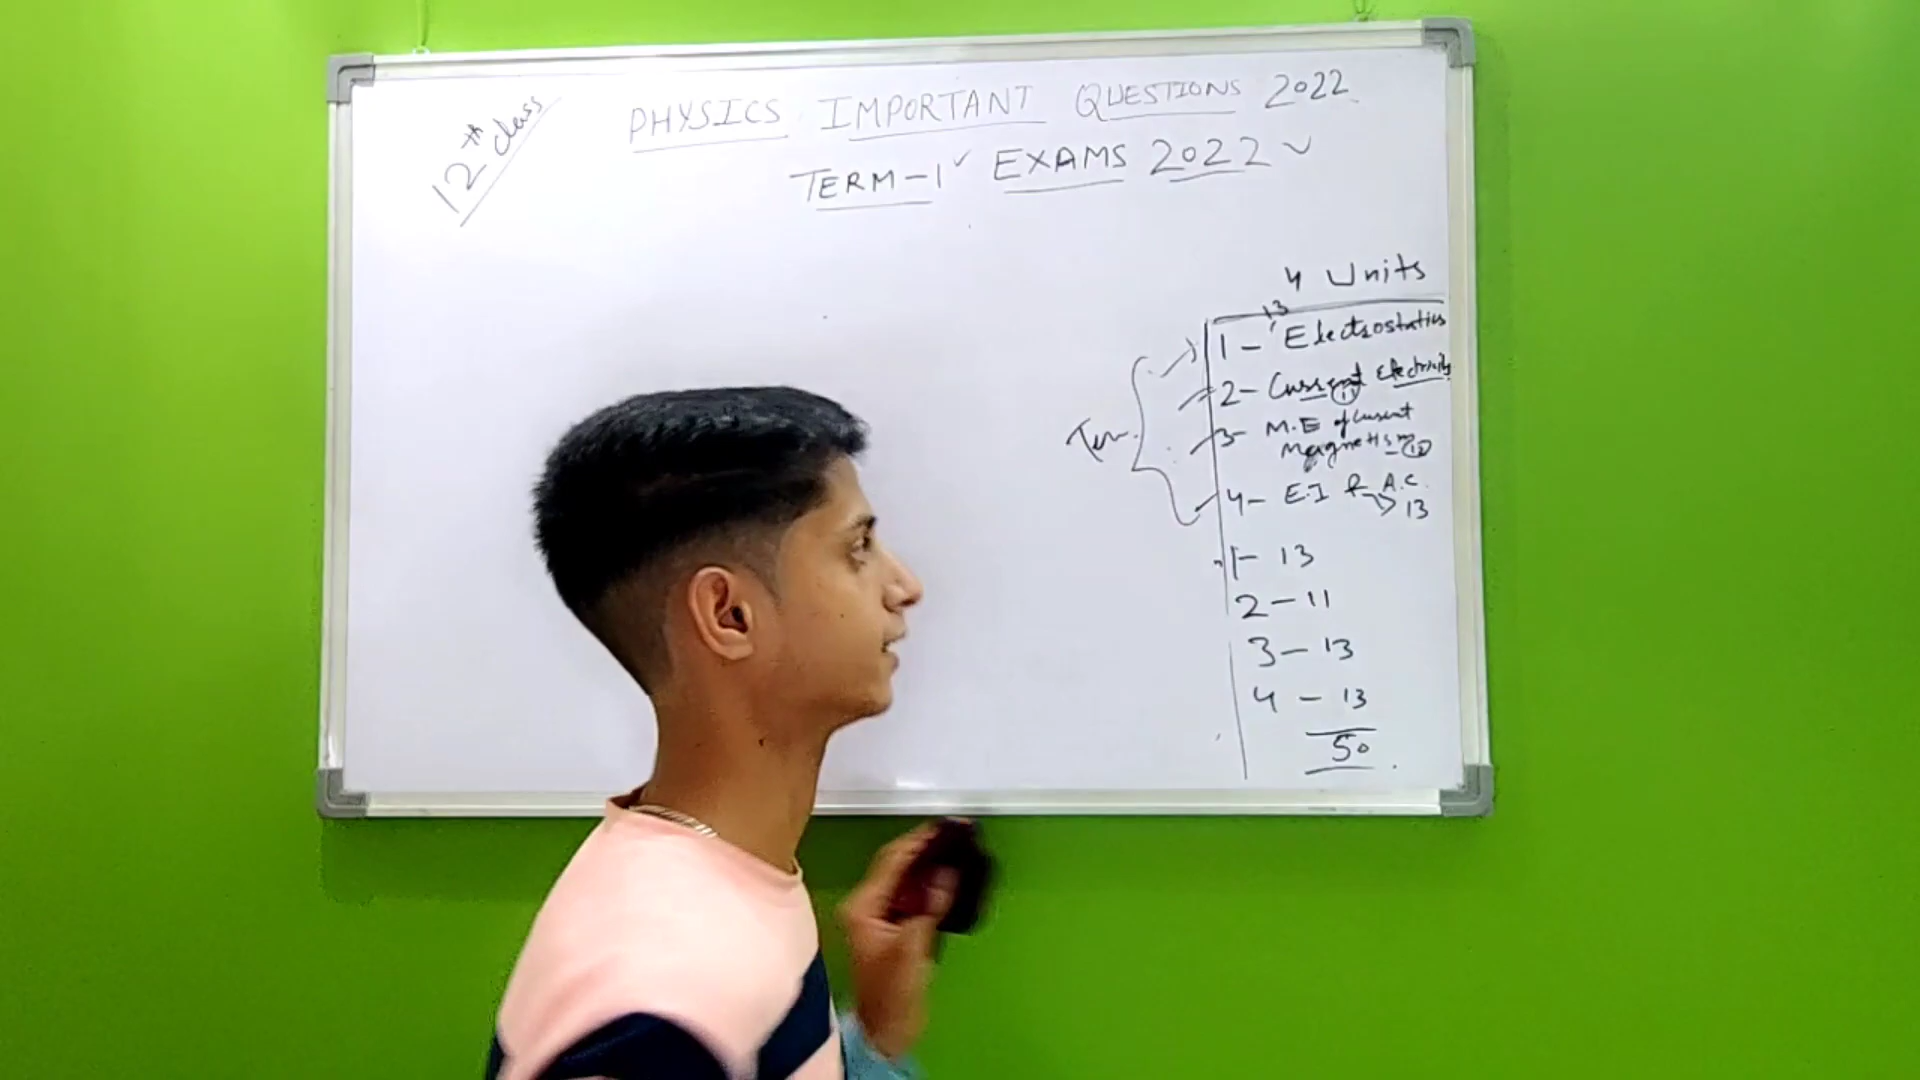 12th class
PHYSICS IMPORTANT QUESTIONS 2022
TERM-1 EXAMS 2022
4 Units
13
1 - Electrostatics
2 - Current Electricity
11
3 - M.E of Current
Magnetism 13
4 - E.I & A.C.
13
1 - 13
2 - 11
3 - 13
4 - 13
50